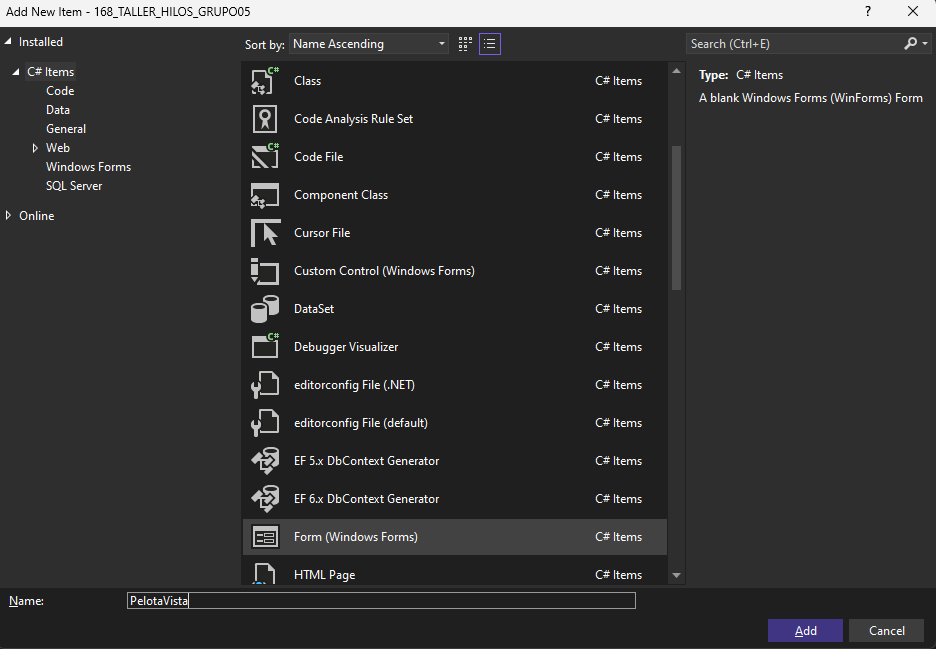 Add New Item - 168_TALLER_HILOS_GRUPO05
?
Installed
C# Items
Code
Data
General
Web
Windows Forms
SQL Server
Online
Sort by: Name Ascending
Class C# Items
Code Analysis Rule Set C# Items
Code File C# Items
Component Class C# Items
Cursor File C# Items
Custom Control (Windows Forms) C# Items
DataSet C# Items
Debugger Visualizer C# Items
editorconfig File (.NET) C# Items
editorconfig File (default) C# Items
EF 5.x DbContext Generator C# Items
EF 6.x DbContext Generator C# Items
Form (Windows Forms) C# Items
HTML Page C# Items
Search (Ctrl+E)
Type: C# Items
A blank Windows Forms (WinForms) Form
Name: PelotaVista
Add Cancel